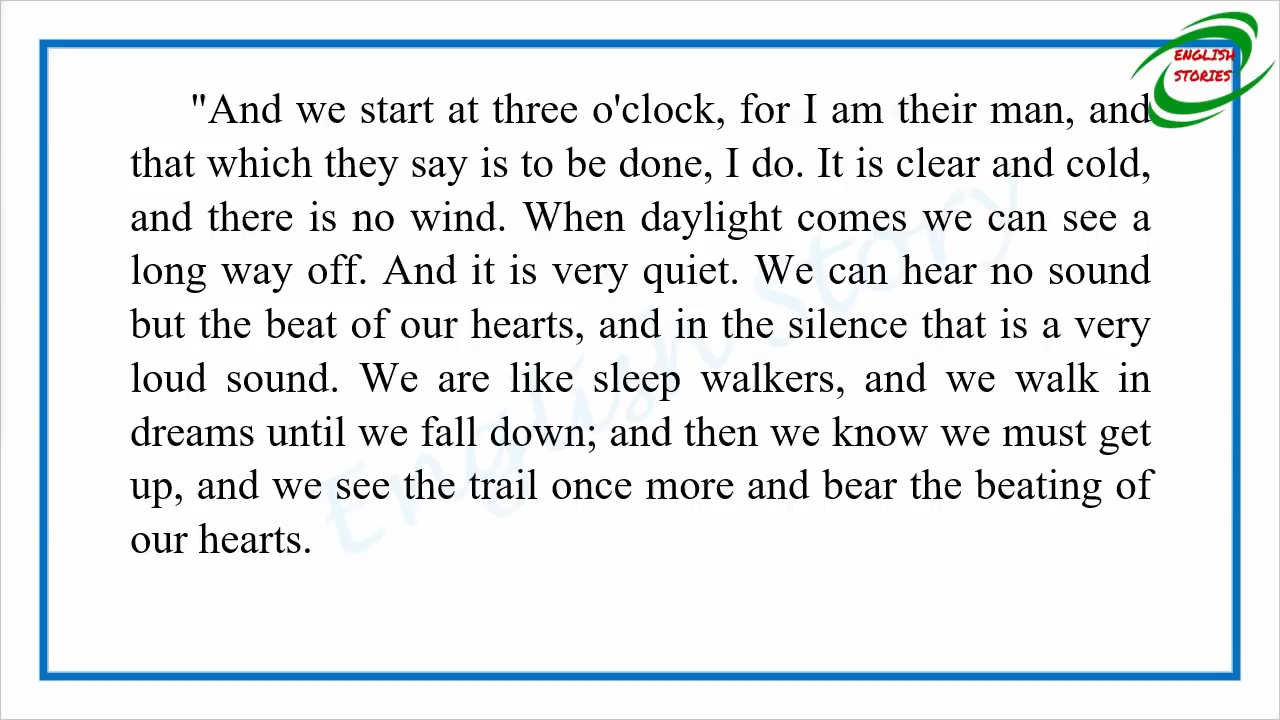 ENGLISH
STORIES
"And we start at three o'clock, for I am their man, and
that which they say is to be done, I do. It is clear and cold,
and there is no wind. When daylight comes we can see a
long way off. And it is very quiet. We can hear no sound
but the beat of our hearts, and in the silence that is a very
loud sound. We are like sleep walkers, and we walk in
dreams until we fall down; and then we know we must get
up, and we see the trail once more and bear the beating of
our hearts.
English Story